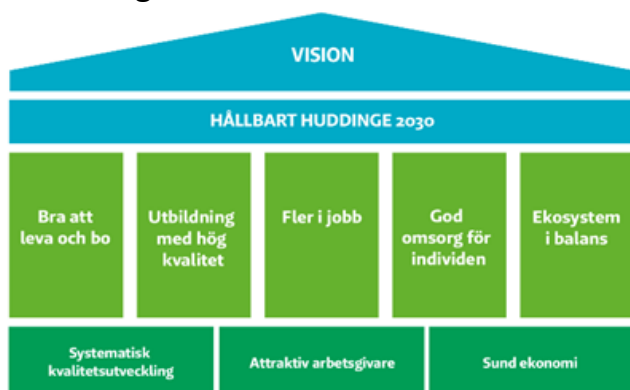 VISION
HÅLLBART HUDDINGE 2030
Bra att
leva och bo
Utbildning
med hög
kvalitet
Fler i jobb
God
omsorg för
individen
Ekosystem
i balans
Systematisk
kvalitetsutveckling
Attraktiv arbetsgivare
Sund ekonomi